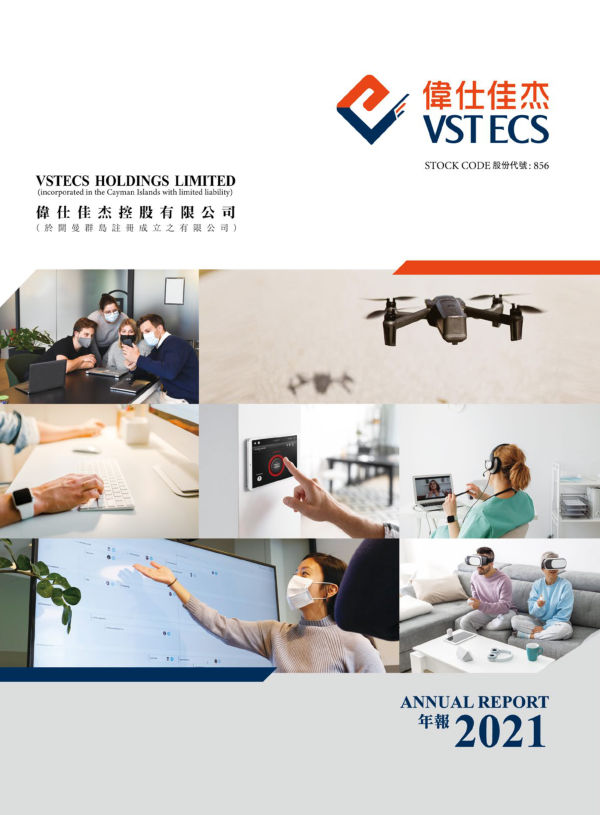 偉仕佳杰
VST ECS
STOCK CODE 股份代號: 856
VSTECS HOLDINGS LIMITED
(incorporated in the Cayman Islands with limited liability)
偉仕佳杰控股有限公司
(於開曼群島註冊成立之有限公司)
ANNUAL REPORT
年報 2021